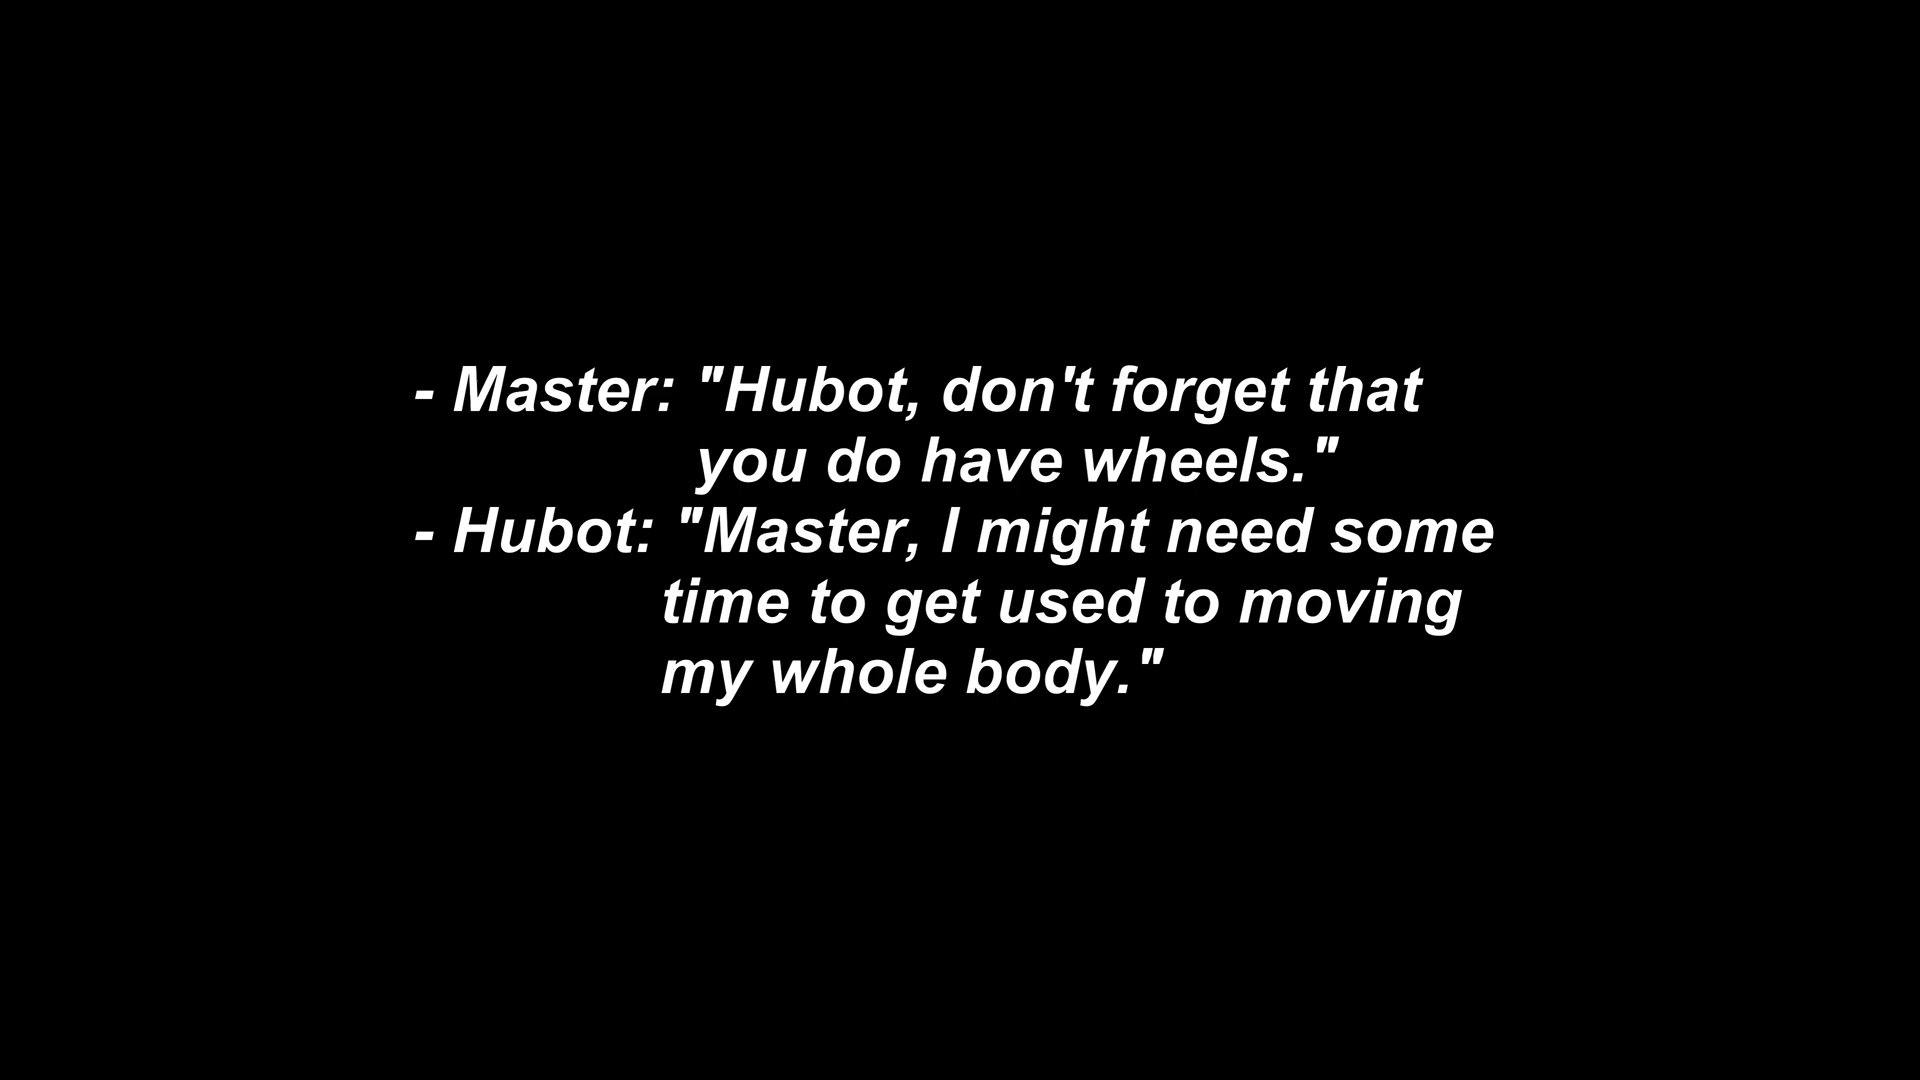 - Master: "Hubot, don't forget that
you do have wheels."
- Hubot: "Master, I might need some
time to get used to moving
my whole body."